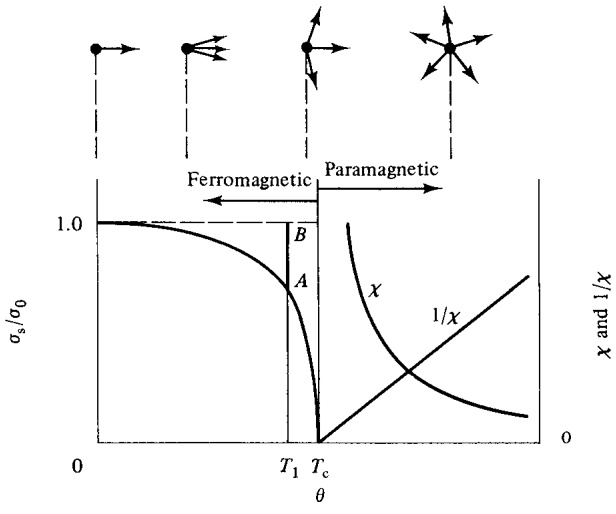 Ferromagnetic
Paramagnetic
1.0
B
A
χ
1/χ
σs/σ0
χ and 1/χ
0
0
T1
Tc
θ